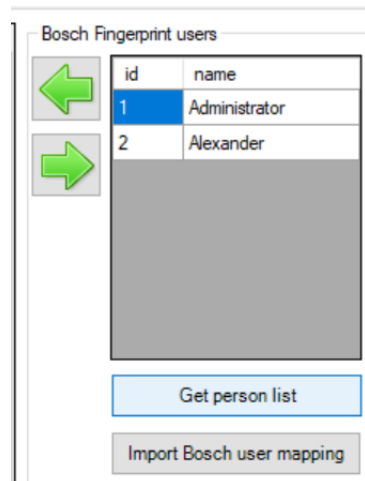 Bosch Fingerprint users
id name
1 Administrator
2 Alexander
Get person list
Import Bosch user mapping